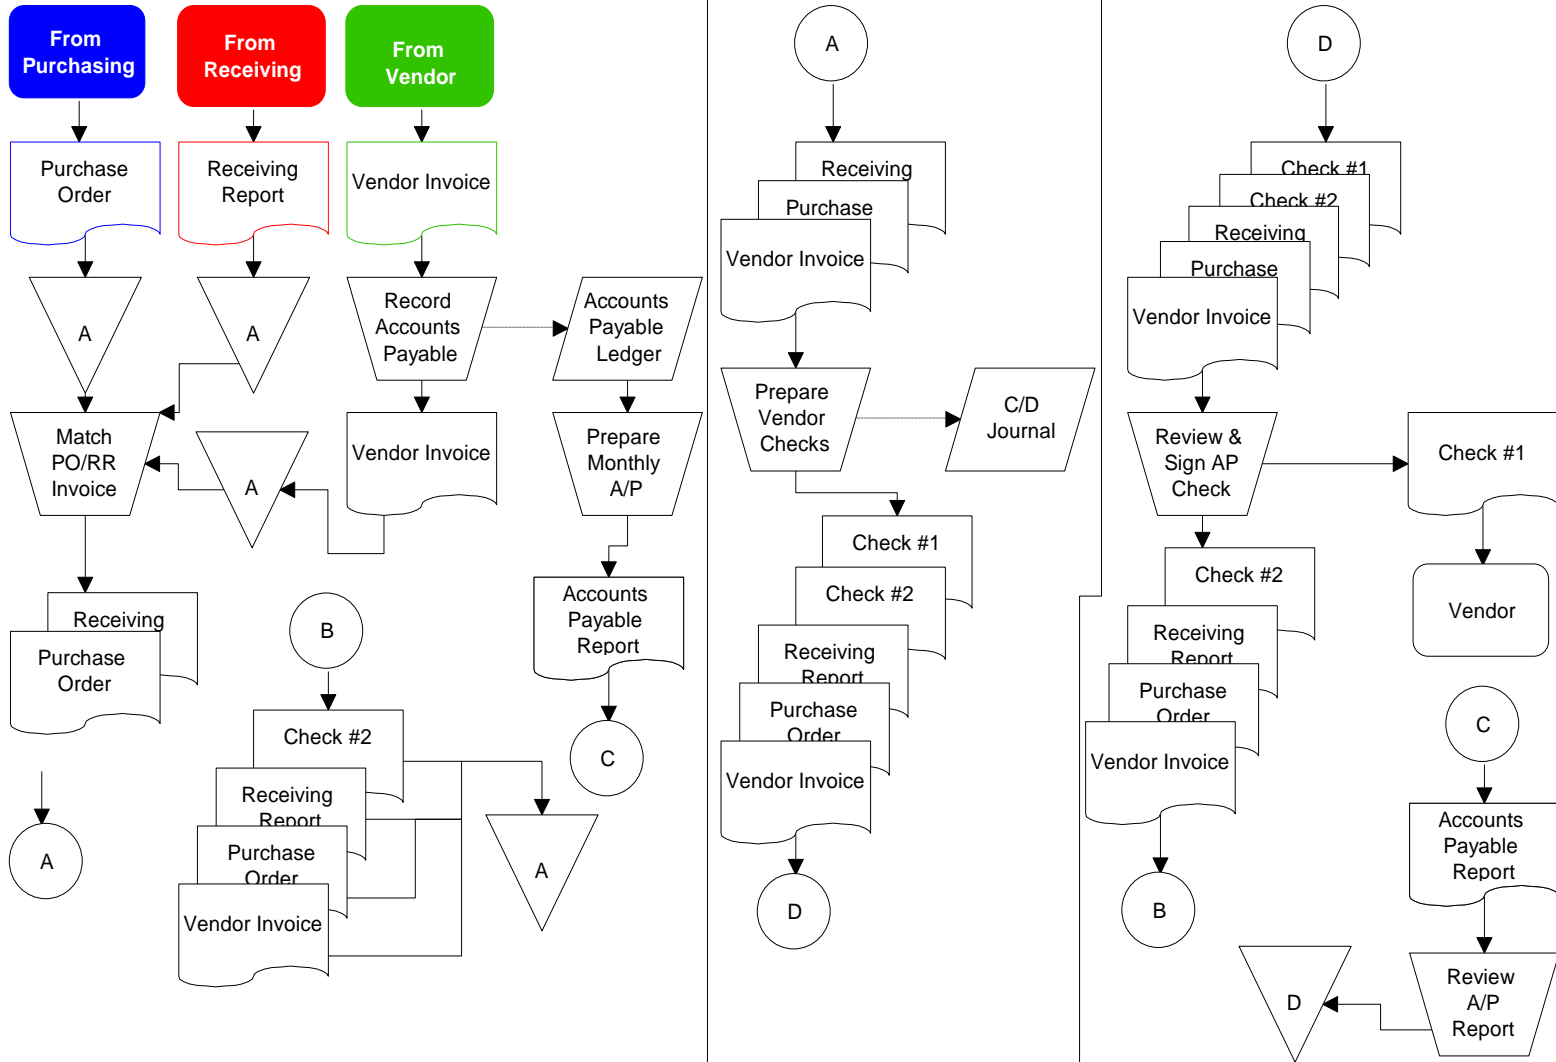 From
Purchasing
From
Receiving
From
Vendor
Purchase
Order
Receiving
Report
Vendor Invoice
A
A
Record
Accounts
Payable
Accounts
Payable
Ledger
Match
PO/RR
Invoice
A
Vendor Invoice
Prepare
Monthly
A/P
Receiving
Purchase
Order
B
Accounts
Payable
Report
Check #2
Receiving
Report
Purchase
Order
Vendor Invoice
C
A
A
A
Receiving
Purchase
Vendor Invoice
Prepare
Vendor
Checks
C/D
Journal
Check #1
Check #2
Receiving
Report
Purchase
Order
Vendor Invoice
D
D
Check #1
Check #2
Receiving
Purchase
Vendor Invoice
Review &
Sign AP
Check
Check #1
Vendor
Check #2
Receiving
Report
Purchase
Order
Vendor Invoice
B
C
Accounts
Payable
Report
Review
A/P
Report
D